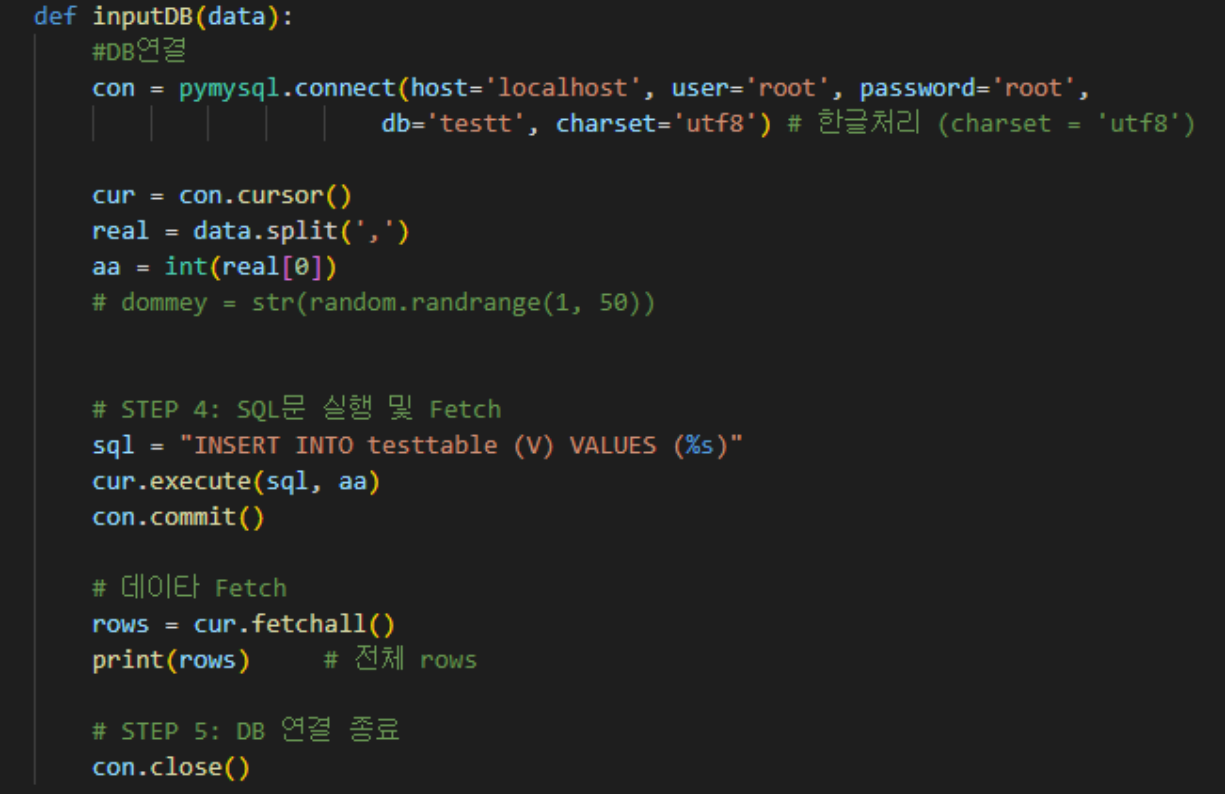 def inputDB(data):
#DB연결
con = pymysql.connect(host='localhost', user='root', password='root',
db='testt', charset='utf8') # 한글처리 (charset = 'utf8')
cur = con.cursor()
real = data.split(',')
aa = int(real[0])
# dommey = str(random.randrange(1, 50))
# STEP 4: SQL문 실행 및 Fetch
sql = "INSERT INTO testtable (V) VALUES (%s)"
cur.execute(sql, aa)
con.commit()
# 데이타 Fetch
rows = cur.fetchall()
print(rows)     # 전체 rows
# STEP 5: DB 연결 종료
con.close()